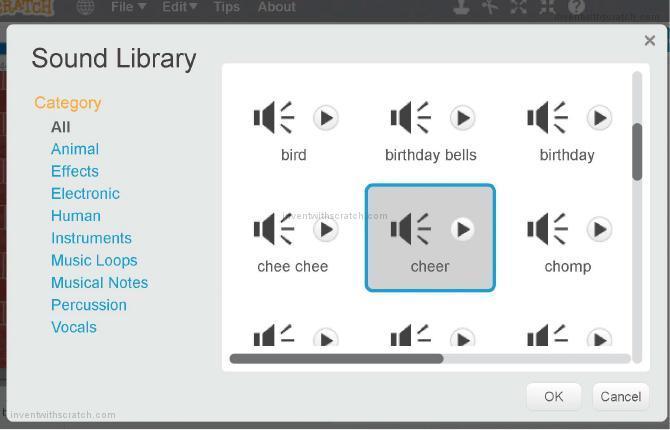 SCRATCH
File
Edit
Tips
About
?
inventwithscratch.com
Sound Library
×
Category
All
Animal
Effects
Electronic
Human
Instruments
Music Loops
Musical Notes
Percussion
Vocals
bird
birthday bells
birthday
inventwithscratch.com
chee chee
cheer
chomp
OK
Cancel
inventwithscratch.com